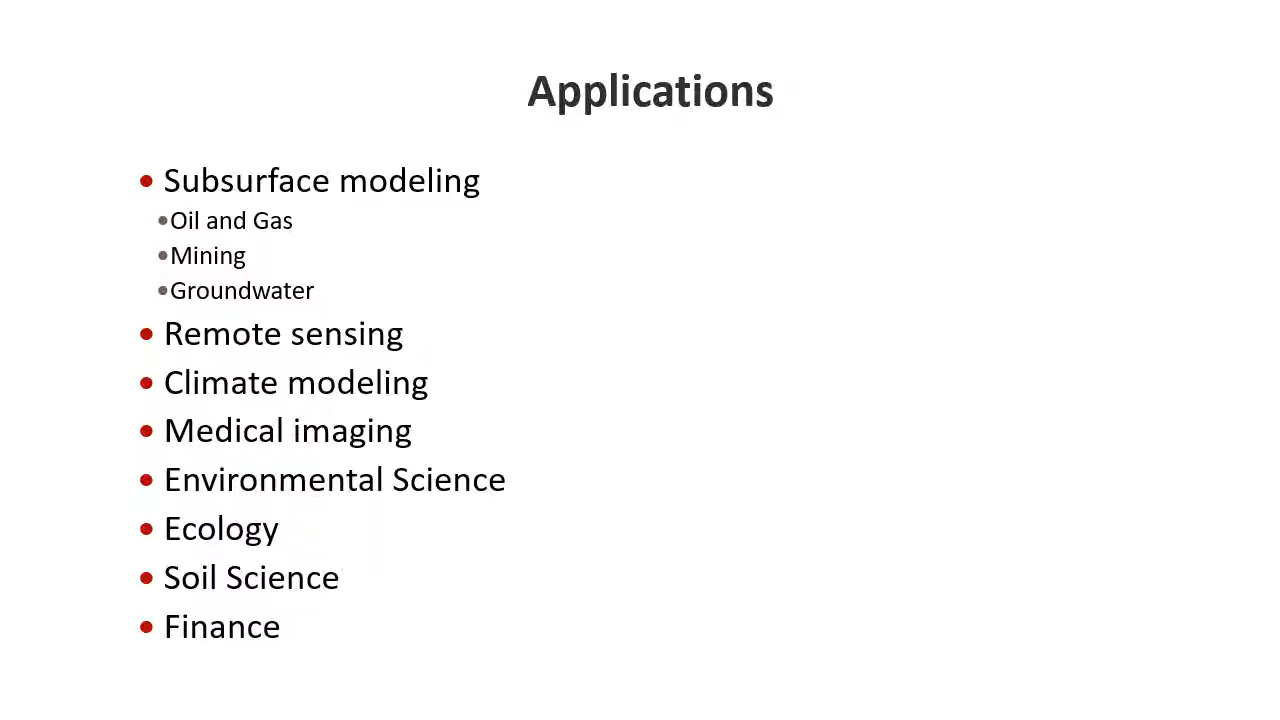 Applications
• Subsurface modeling
•Oil and Gas
•Mining
•Groundwater
• Remote sensing
• Climate modeling
• Medical imaging
• Environmental Science
• Ecology
• Soil Science
• Finance